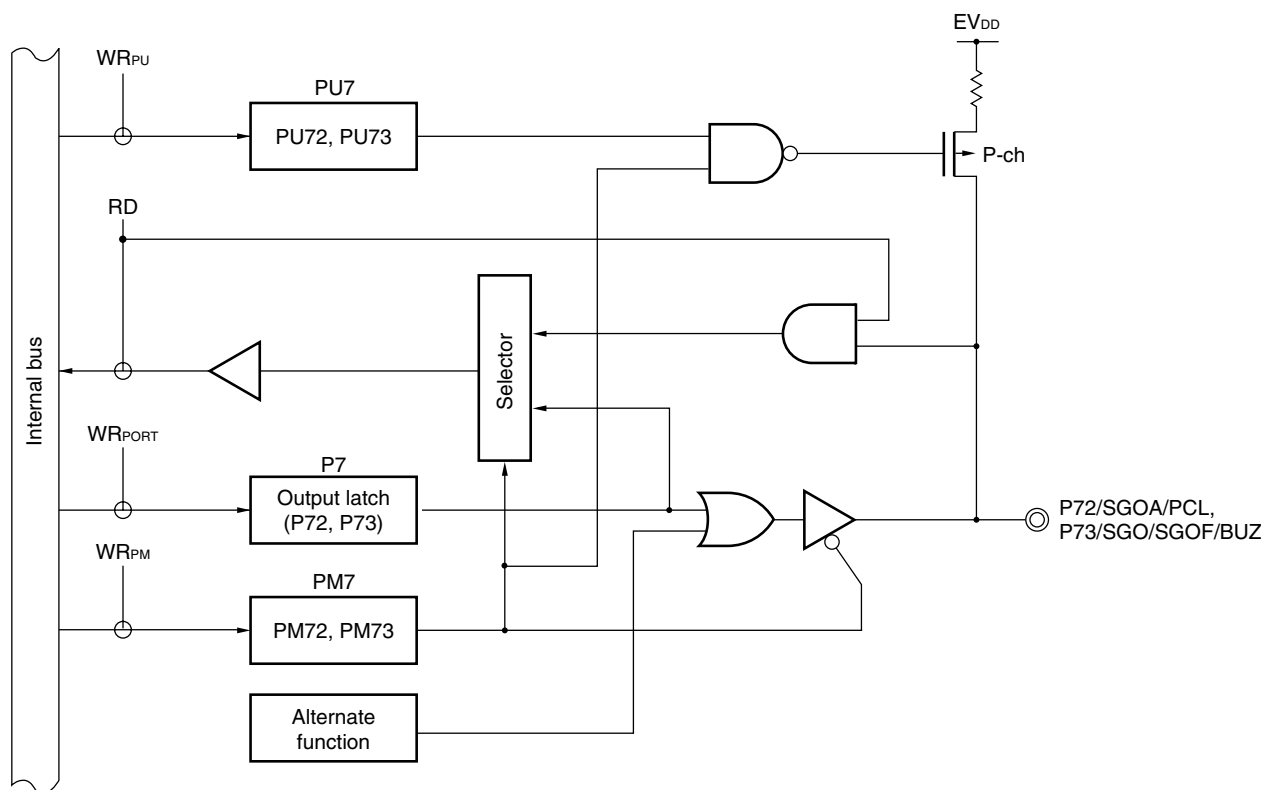 EVDD
WRPU
PU7
PU72, PU73
P-ch
RD
Selector
Internal bus
WRPORT
P7
Output latch
(P72, P73)
P72/SGOA/PCL,
P73/SGO/SGOF/BUZ
WRPM
PM7
PM72, PM73
Alternate
function